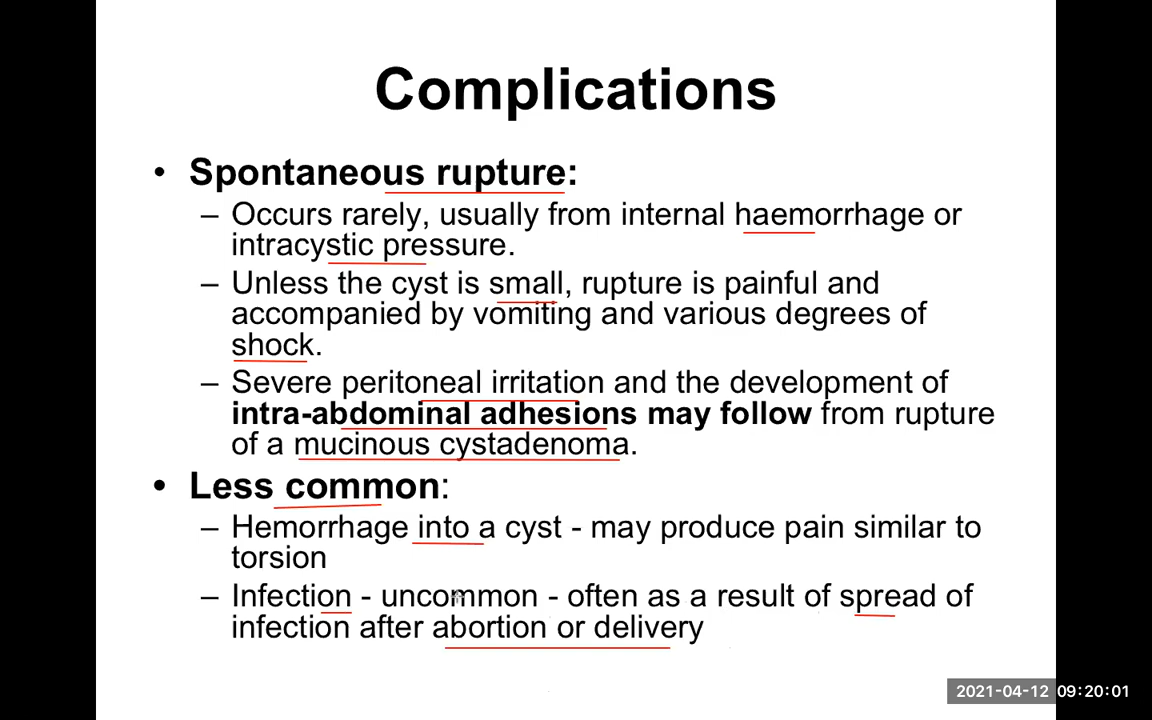 Complications
• Spontaneous rupture:
– Occurs rarely, usually from internal haemorrhage or
intracystic pressure.
– Unless the cyst is small, rupture is painful and
accompanied by vomiting and various degrees of
shock.
– Severe peritoneal irritation and the development of
intra-abdominal adhesions may follow from rupture
of a mucinous cystadenoma.
• Less common:
– Hemorrhage into a cyst - may produce pain similar to
torsion
– Infection - uncommon - often as a result of spread of
infection after abortion or delivery
2021-04-12 09:20:01